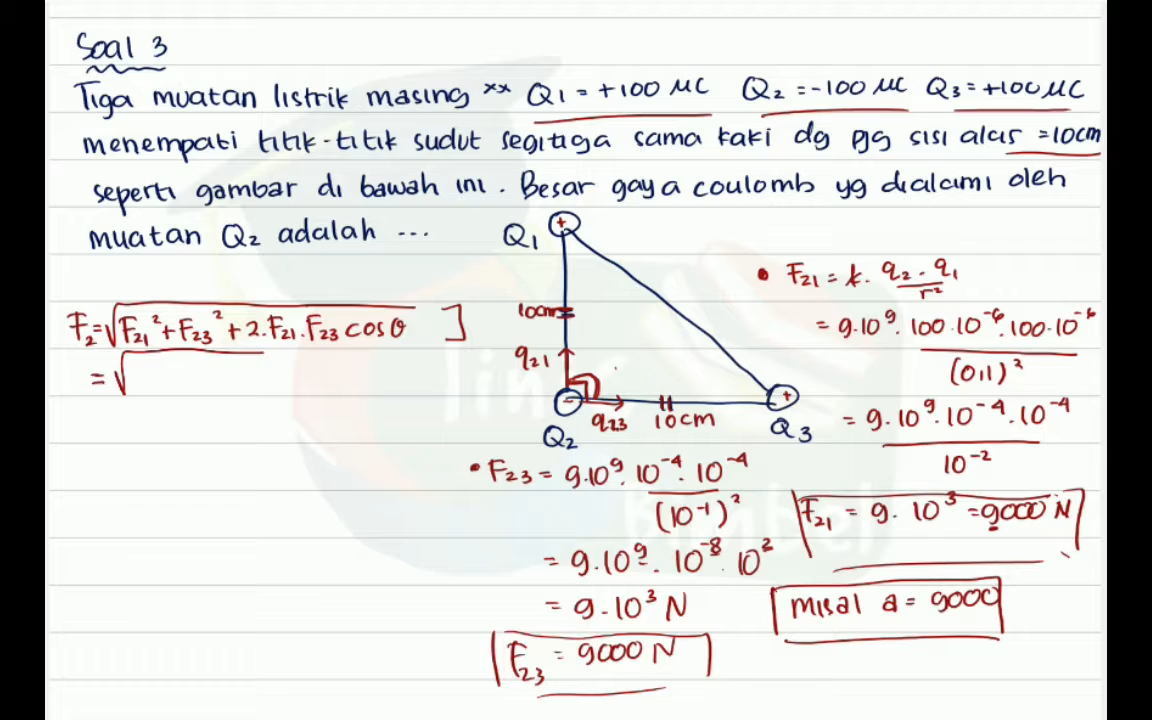 Soal 3
Tiga muatan listrik masing ** Q1 = +100 μC Q2 = -100 μC Q3 = +100 μC
menempati titik-titik sudut segitiga sama kaki dg pjg sisi alas = 10cm
seperti gambar di bawah ini. Besar gaya coulomb yg dialami oleh
muatan Q2 adalah ...
Q1
+
10cm
q21
-
Q2
q23
10cm
+
Q3
F2 = √F21² + F23² + 2.F21.F23 cos θ
= √
• F21 = k. q2 . q1
r²
= 9.10⁹. 100.10⁻⁶. 100.10⁻⁶
(0,1)²
= 9.10⁹. 10⁻⁴. 10⁻⁴
10⁻²
F21 = 9. 10³ = 9000 N
misal a = 9000
• F23 = 9.10⁹. 10⁻⁴. 10⁻⁴
(10⁻¹)²
= 9.10⁹. 10⁻⁸. 10²
= 9.10³ N
F23 = 9000 N